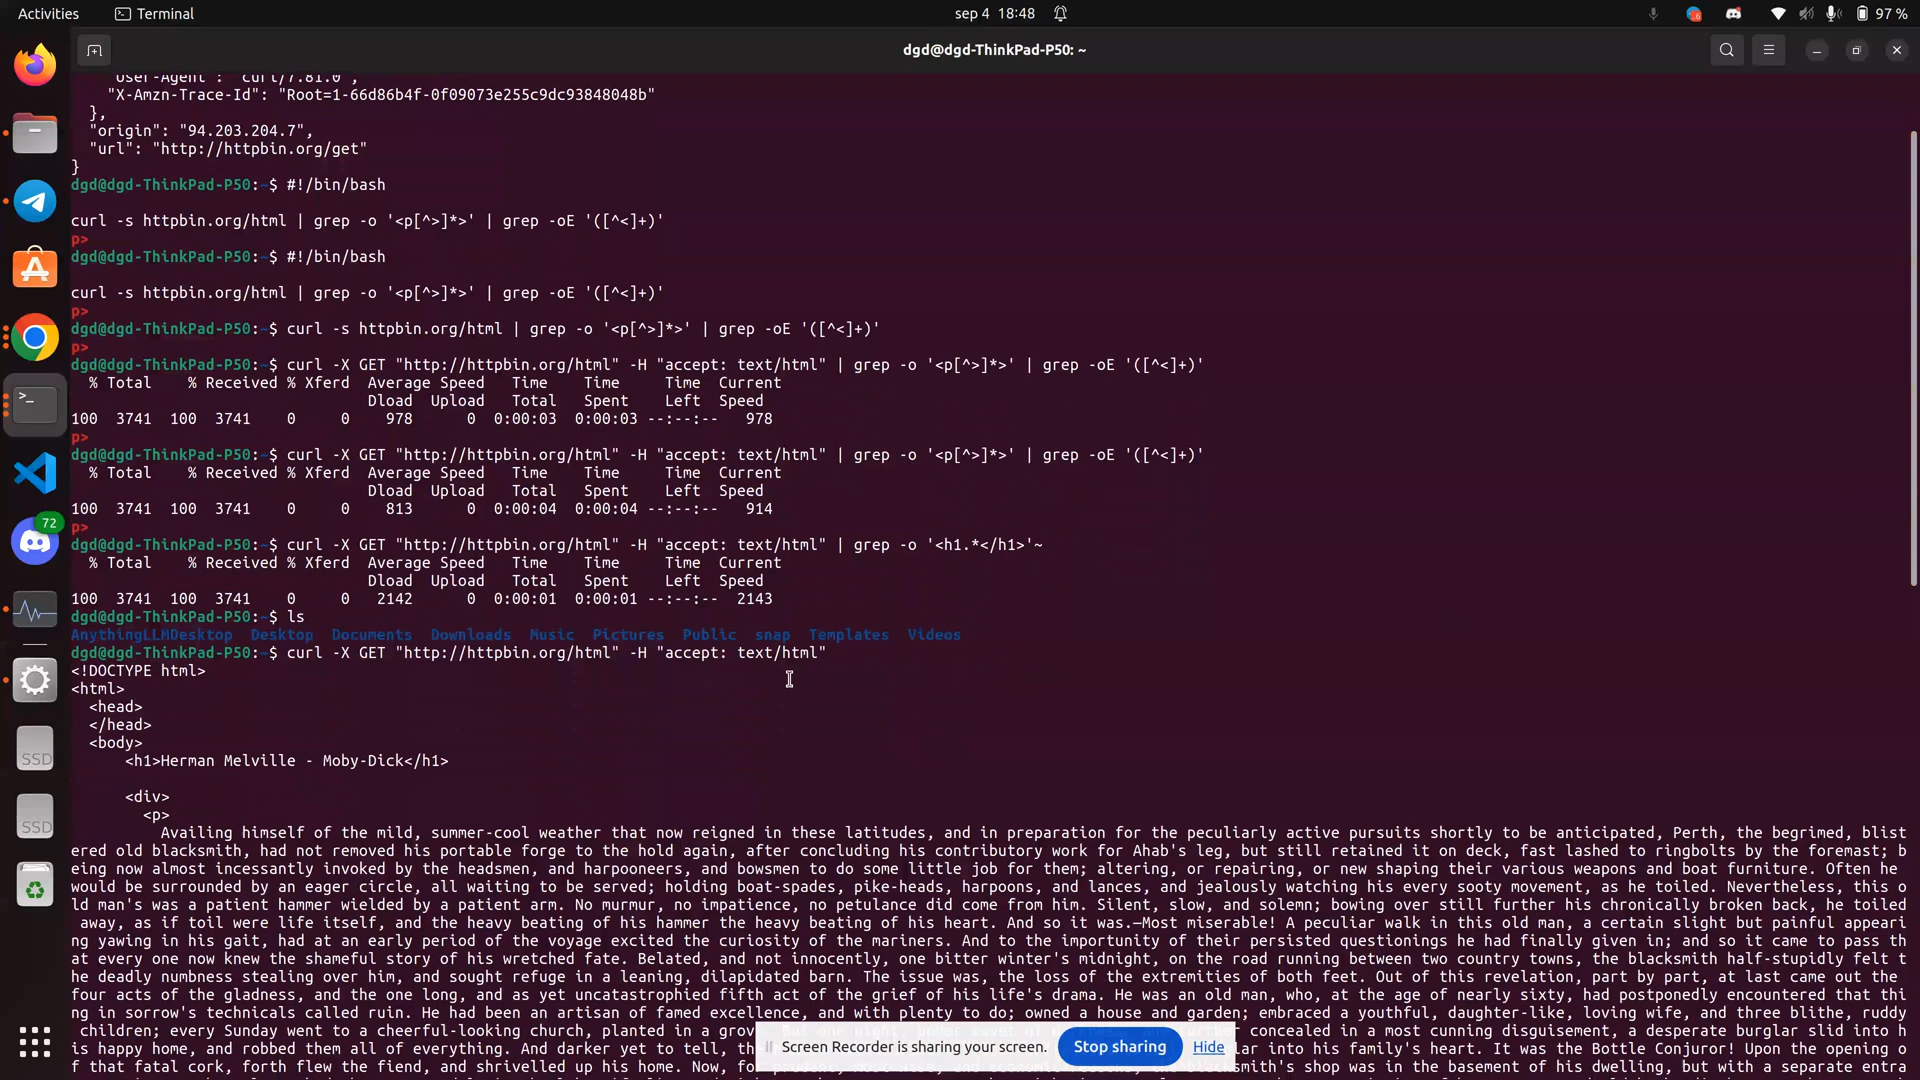 Activities Terminal sep 4 18:48 97 %
dgd@dgd-ThinkPad-P50: ~
"User-Agent": "curl/7.81.0",
"X-Amzn-Trace-Id": "Root=1-66d86b4f-0f09073e255c9dc93848048b"
},
"origin": "94.203.204.7",
"url": "http://httpbin.org/get"
}
dgd@dgd-ThinkPad-P50:~$ #!/bin/bash
curl -s httpbin.org/html | grep -o '<p[^>]*>' | grep -oE '([^<]+)'
p>
dgd@dgd-ThinkPad-P50:~$ #!/bin/bash
curl -s httpbin.org/html | grep -o '<p[^>]*>' | grep -oE '([^<]+)'
p>
dgd@dgd-ThinkPad-P50:~$ curl -s httpbin.org/html | grep -o '<p[^>]*>' | grep -oE '([^<]+)'
p>
dgd@dgd-ThinkPad-P50:~$ curl -X GET "http://httpbin.org/html" -H "accept: text/html" | grep -o '<p[^>]*>' | grep -oE '([^<]+)'
% Total % Received % Xferd Average Speed Time Time Time Current
Dload Upload Total Spent Left Speed
100 3741 100 3741 0 0 978 0 0:00:03 0:00:03 --:--:-- 978
p>
dgd@dgd-ThinkPad-P50:~$ curl -X GET "http://httpbin.org/html" -H "accept: text/html" | grep -o '<p[^>]*>' | grep -oE '([^<]+)'
% Total % Received % Xferd Average Speed Time Time Time Current
Dload Upload Total Spent Left Speed
100 3741 100 3741 0 0 813 0 0:00:04 0:00:04 --:--:-- 914
p>
dgd@dgd-ThinkPad-P50:~$ curl -X GET "http://httpbin.org/html" -H "accept: text/html" | grep -o '<h1.*</h1>'~
% Total % Received % Xferd Average Speed Time Time Time Current
Dload Upload Total Spent Left Speed
100 3741 100 3741 0 0 2142 0 0:00:01 0:00:01 --:--:-- 2143
dgd@dgd-ThinkPad-P50:~$ ls
AnythingLLMDesktop Desktop Documents Downloads Music Pictures Public snap Templates Videos
dgd@dgd-ThinkPad-P50:~$ curl -X GET "http://httpbin.org/html" -H "accept: text/html"
<!DOCTYPE html>
<html>
<head>
</head>
<body>
<h1>Herman Melville - Moby-Dick</h1>
<div>
<p>
Availing himself of the mild, summer-cool weather that now reigned in these latitudes, and in preparation for the peculiarly active pursuits shortly to be anticipated, Perth, the begrimed, blist
ered old blacksmith, had not removed his portable forge to the hold again, after concluding his contributory work for Ahab's leg, but still retained it on deck, fast lashed to ringbolts by the foremast; b
eing now almost incessantly invoked by the headsmen, and harpooneers, and bowsmen to do some little job for them; altering, or repairing, or new shaping their various weapons and boat furniture. Often he
would be surrounded by an eager circle, all waiting to be served; holding boat-spades, pike-heads, harpoons, and lances, and jealously watching his every sooty movement, as he toiled. Nevertheless, this o
ld man's was a patient hammer wielded by a patient arm. No murmur, no impatience, no petulance did come from him. Silent, slow, and solemn; bowing over still further his chronically broken back, he toiled
away, as if toil were life itself, and the heavy beating of his hammer the heavy beating of his heart. And so it was.—Most miserable! A peculiar walk in this old man, a certain slight but painful appeari
ng yawing in his gait, had at an early period of the voyage excited the curiosity of the mariners. And to the importunity of their persisted questionings he had finally given in; and so it came to pass th
at every one now knew the shameful story of his wretched fate. Belated, and not innocently, one bitter winter's midnight, on the road running between two country towns, the blacksmith half-stupidly felt t
he deadly numbness stealing over him, and sought refuge in a leaning, dilapidated barn. The issue was, the loss of the extremities of both feet. Out of this revelation, part by part, at last came out the
four acts of the gladness, and the one long, and as yet uncatastrophied fifth act of the grief of his life's drama. He was an old man, who, at the age of nearly sixty, had postponedly encountered that thi
ng in sorrow's technicals called ruin. He had been an artisan of famed excellence, and with plenty to do; owned a house and garden; embraced a youthful, daughter-like, loving wife, and three blithe, ruddy
children; every Sunday went to a cheerful-looking church, planted in a grov concealed in a most cunning disguisement, a desperate burglar slid into h
is happy home, and robbed them all of everything. And darker yet to tell, th lar into his family's heart. It was the Bottle Conjuror! Upon the opening o
f that fatal cork, forth flew the fiend, and shrivelled up his home. Now, fo smith's shop was in the basement of his dwelling, but with a separate entra
Screen Recorder is sharing your screen. Stop sharing Hide
72
SSD
SSD